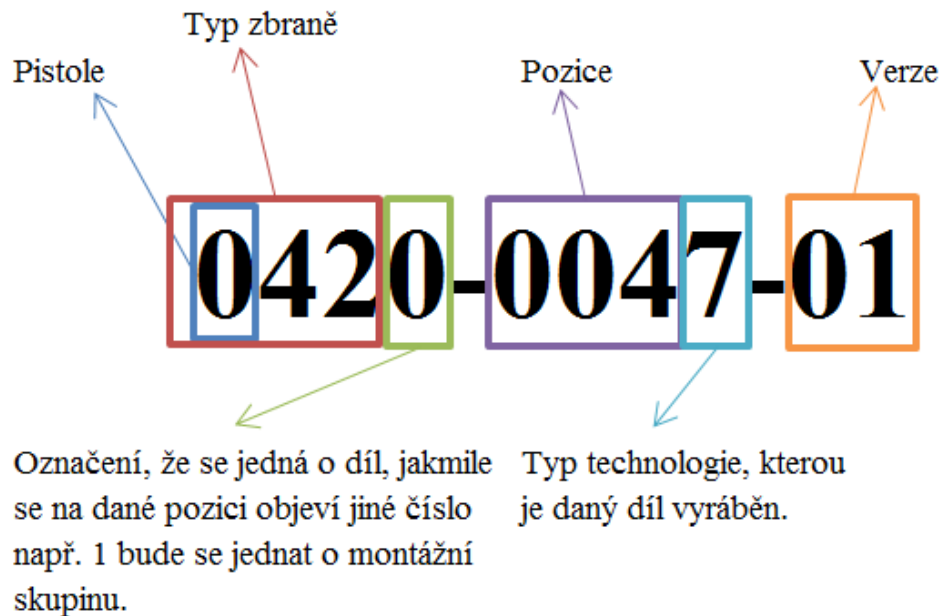 Typ zbraně
Pistole
Pozice
Verze
0420-0047-01
Označení, že se jedná o díl, jakmile
se na dané pozici objeví jiné číslo
např. 1 bude se jednat o montážní
skupinu.
Typ technologie, kterou
je daný díl vyráběn.